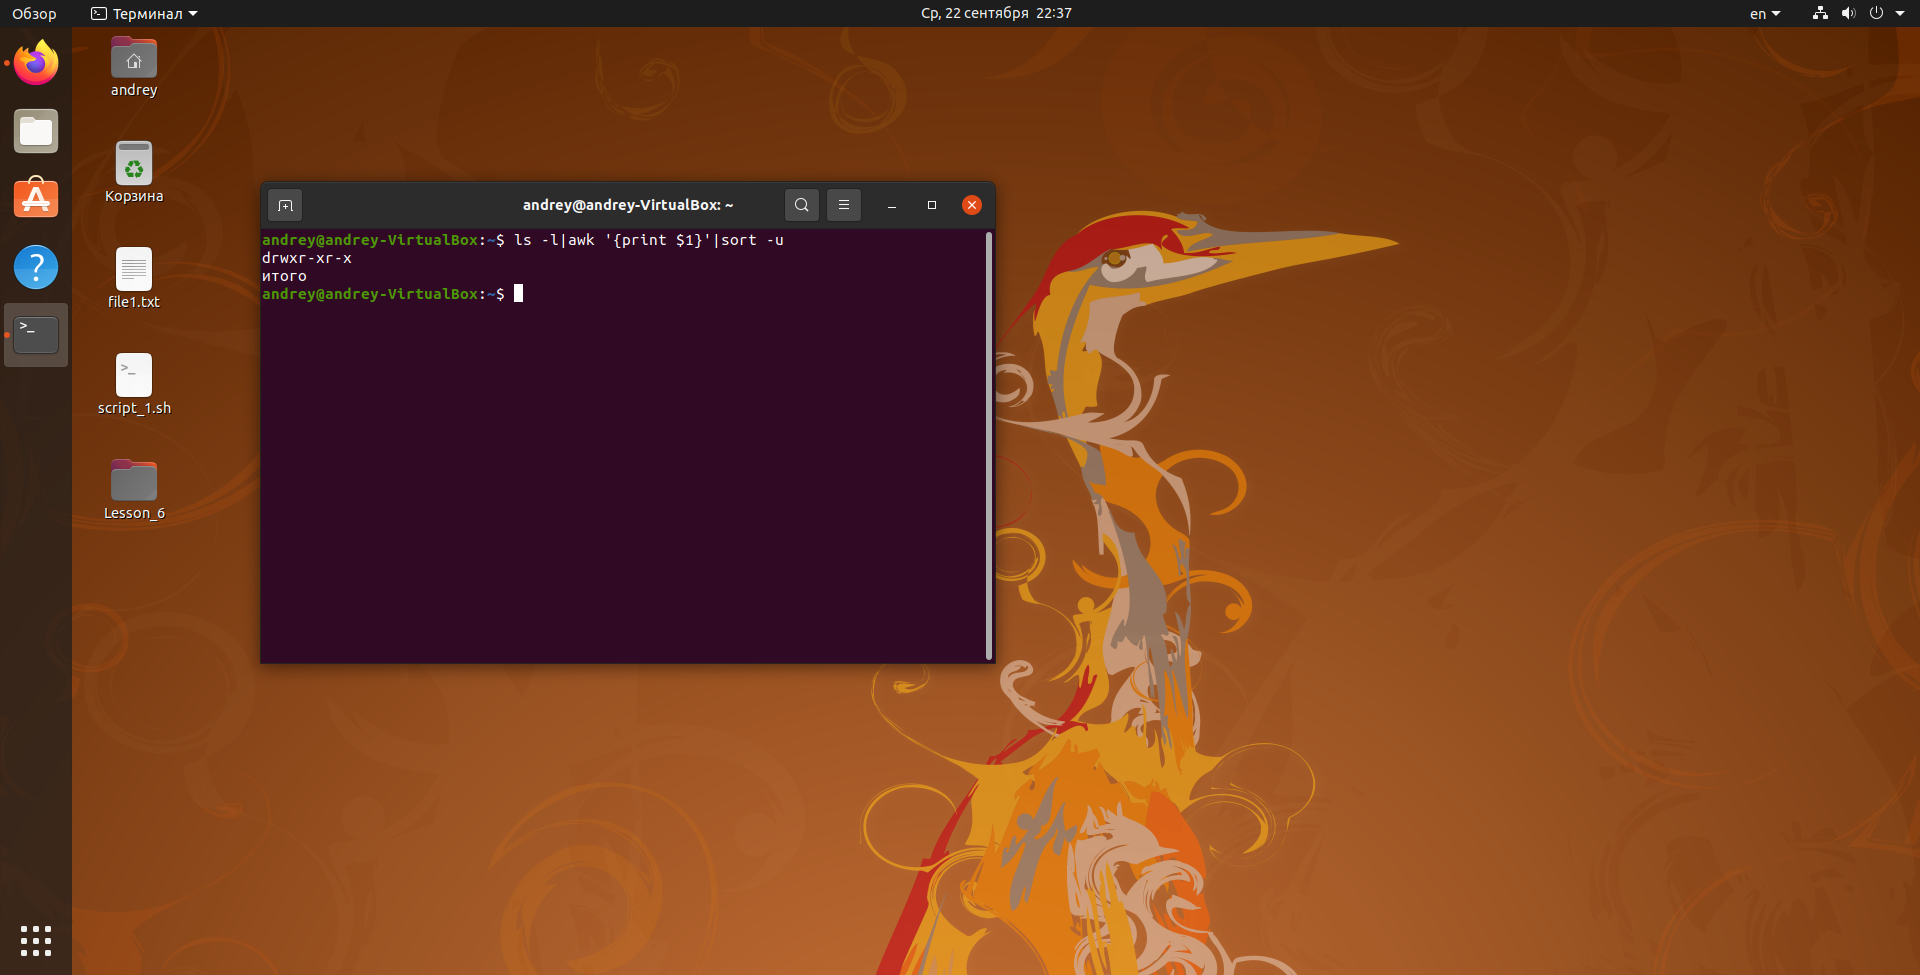 Обзор
Терминал
Ср, 22 сентября 22:37
en
andrey
Корзина
file1.txt
script_1.sh
Lesson_6
andrey@andrey-VirtualBox: ~
andrey@andrey-VirtualBox:~$ ls -l|awk '{print $1}'|sort -u
drwxr-xr-x
итого
andrey@andrey-VirtualBox:~$